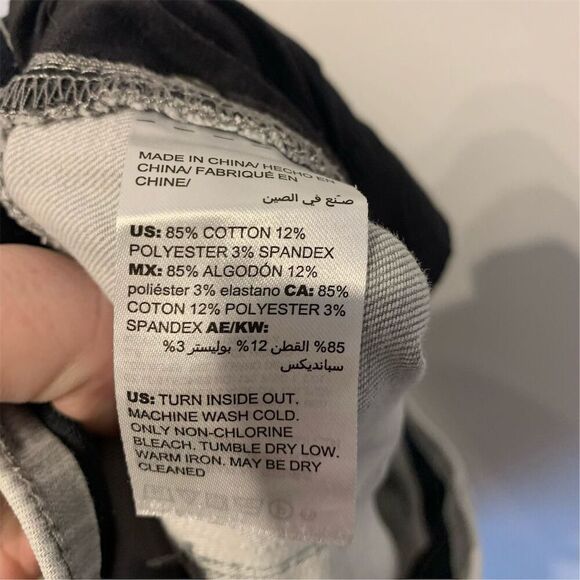 MADE IN CHINA/ HECHO EN
CHINA/ FABRIQUÉ EN
CHINE/
صنع في الصين
US: 85% COTTON 12%
POLYESTER 3% SPANDEX
MX: 85% ALGODÓN 12%
poliéster 3% elastano CA: 85%
COTON 12% POLYESTER 3%
SPANDEX AE/KW:
85% القطن 12% بوليستر 3%
سبانديكس
US: TURN INSIDE OUT.
MACHINE WASH COLD.
ONLY NON-CHLORINE
BLEACH. TUMBLE DRY LOW.
WARM IRON. MAY BE DRY
CLEANED